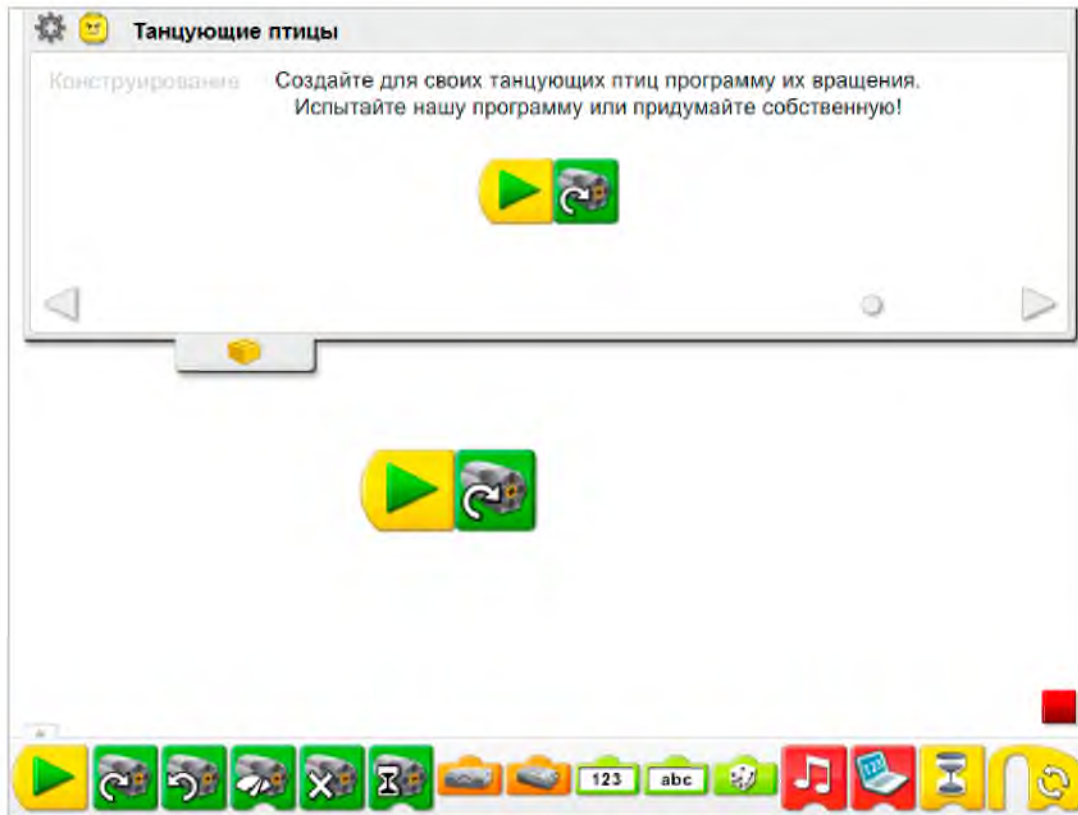 Танцующие птицы
Конструирование
Создайте для своих танцующих птиц программу их вращения.
Испытайте нашу программу или придумайте собственную!
123
abc
123